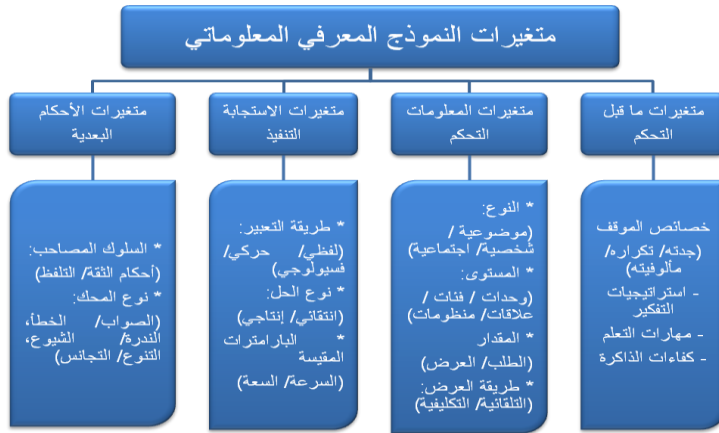 متغيرات النموذج المعرفي المعلوماتي
متغيرات ما قبل
التحكم
خصائص الموقف
(جدته/ تكراره/
مألوفيته)
- استراتيجيات
التفكير
- مهارات التعلم
- كفاءات الذاكرة
متغيرات المعلومات
التحكم
* النوع:
(موضوعية /
شخصية/ اجتماعية)
* المستوى:
(وحدات / فئات /
علاقات/ منظومات)
* المقدار
(الطلب/ العرض)
* طريقة العرض:
(التلقائية/ التكليفية)
متغيرات الاستجابة
التنفيذ
* طريقة التعبير:
(لفظي/ حركي/
فسيولوجي)
* نوع الحل:
(انتقائي/ إنتاجي)
* البارامترات
المقيسة
(السرعة/ السعة)
متغيرات الأحكام
البعدية
* السلوك المصاحب:
(أحكام الثقة/ التلفظ)
* نوع المحك:
(الصواب/ الخطأ،
الندرة/ الشيوع،
التنوع/ التجانس)